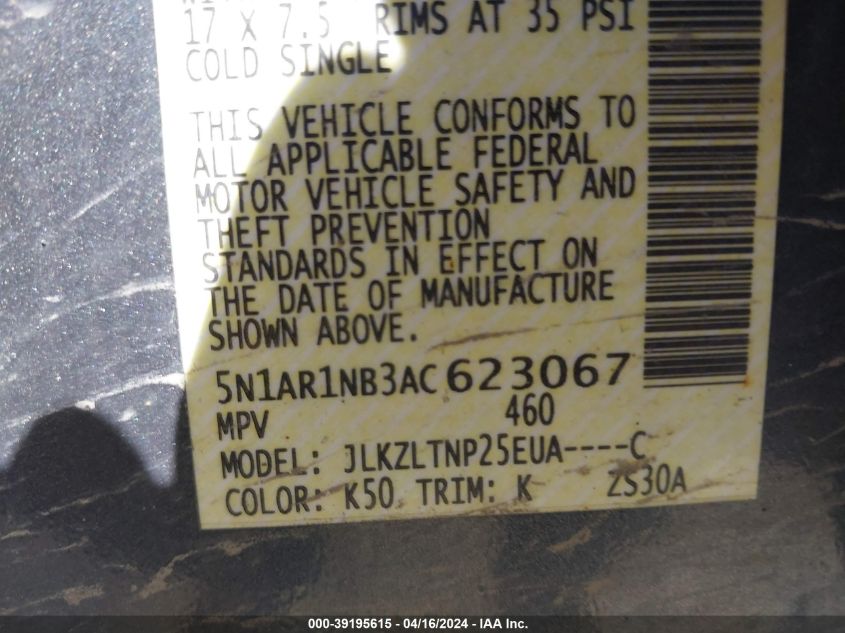 17 X 7.5 RIMS AT 35 PSI
COLD SINGLE
THIS VEHICLE CONFORMS TO
ALL APPLICABLE FEDERAL
MOTOR VEHICLE SAFETY AND
THEFT PREVENTION
STANDARDS IN EFFECT ON
THE DATE OF MANUFACTURE
SHOWN ABOVE.
5N1AR1NB3AC623067
MPV 460
MODEL: JLKZLTNP25EUA----C
COLOR: K50 TRIM: K ZS30A
000-39195615 - 04/16/2024 - IAA Inc.